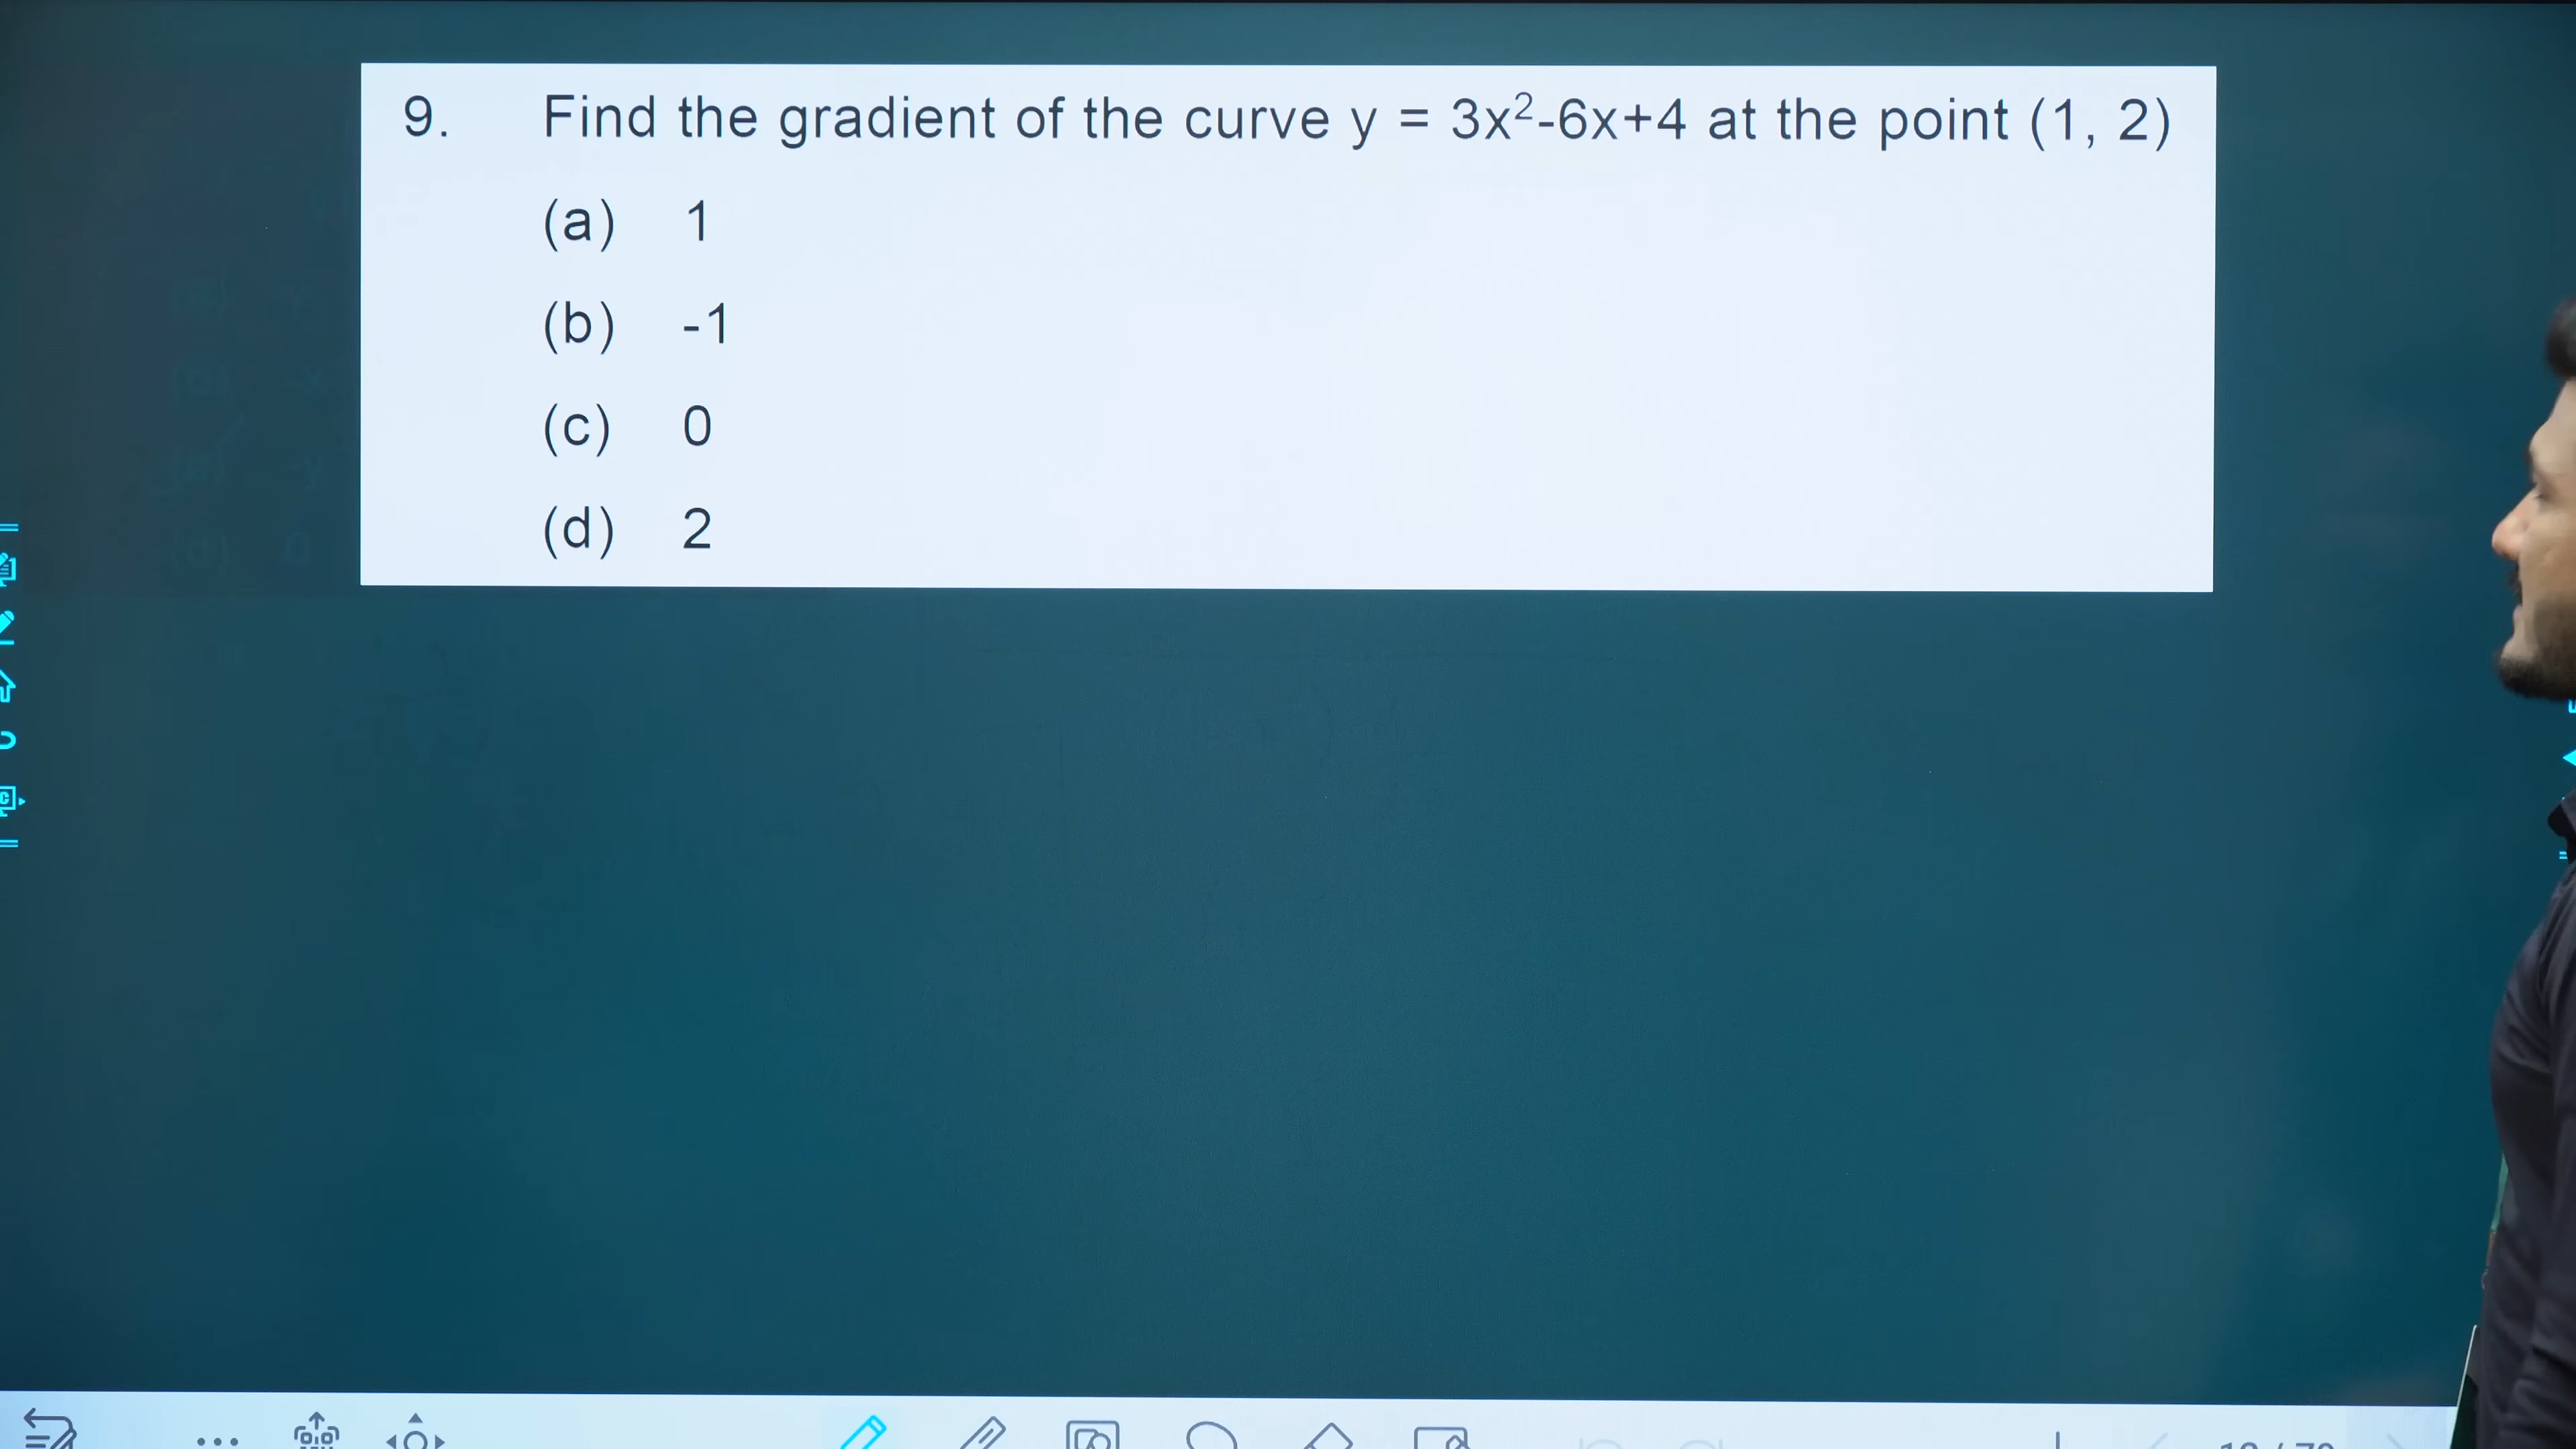 9. Find the gradient of the curve y = 3x²-6x+4 at the point (1, 2)
(a) 1
(b) -1
(c) 0
(d) 2